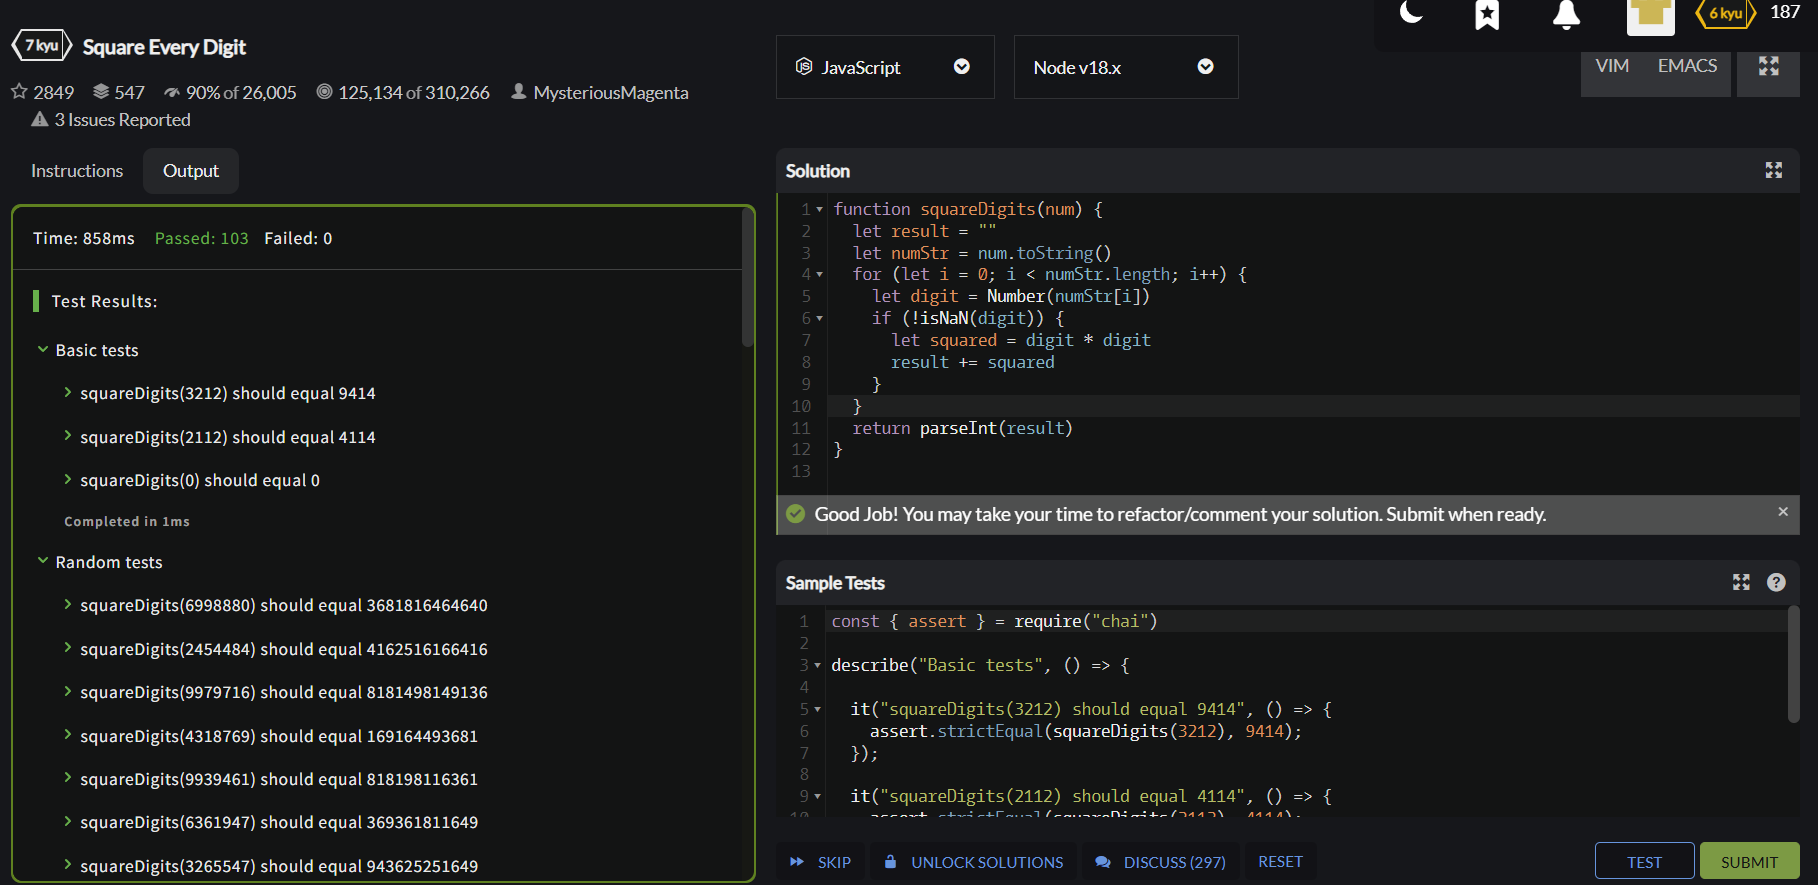 7 kyu Square Every Digit
2849 547 90% of 26,005 125,134 of 310,266 MysteriousMagenta
3 Issues Reported
Instructions Output
Time: 858ms Passed: 103 Failed: 0
Test Results:
Basic tests
squareDigits(3212) should equal 9414
squareDigits(2112) should equal 4114
squareDigits(0) should equal 0
Completed in 1ms
Random tests
squareDigits(6998880) should equal 3681816464640
squareDigits(2454484) should equal 4162516166416
squareDigits(9979716) should equal 8181498149136
squareDigits(4318769) should equal 169164493681
squareDigits(9939461) should equal 818198116361
squareDigits(6361947) should equal 369361811649
squareDigits(3265547) should equal 943625251649
JavaScript Node v18.x
6 kyu 187
VIM EMACS
Solution
1 function squareDigits(num) {
2 let result = ""
3 let numStr = num.toString()
4 for (let i = 0; i < numStr.length; i++) {
5 let digit = Number(numStr[i])
6 if (!isNaN(digit)) {
7 let squared = digit * digit
8 result += squared
9 }
10 }
11 return parseInt(result)
12 }
13
Good Job! You may take your time to refactor/comment your solution. Submit when ready.
Sample Tests
1 const { assert } = require("chai")
2
3 describe("Basic tests", () => {
4
5 it("squareDigits(3212) should equal 9414", () => {
6 assert.strictEqual(squareDigits(3212), 9414);
7 });
8
9 it("squareDigits(2112) should equal 4114", () => {
10 assert.strictEqual(squareDigits(2112), 4114);
SKIP UNLOCK SOLUTIONS DISCUSS (297) RESET TEST SUBMIT